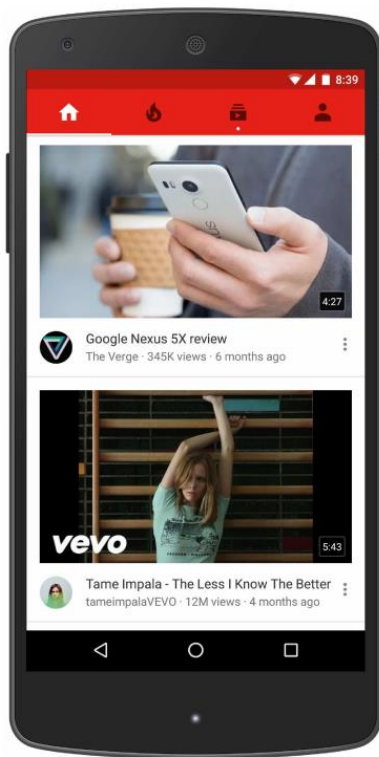 8:39
nexus
4:27
Google Nexus 5X review
The Verge · 345K views · 6 months ago
vevo
5:43
Tame Impala - The Less I Know The Better
tameimpalaVEVO · 12M views · 4 months ago